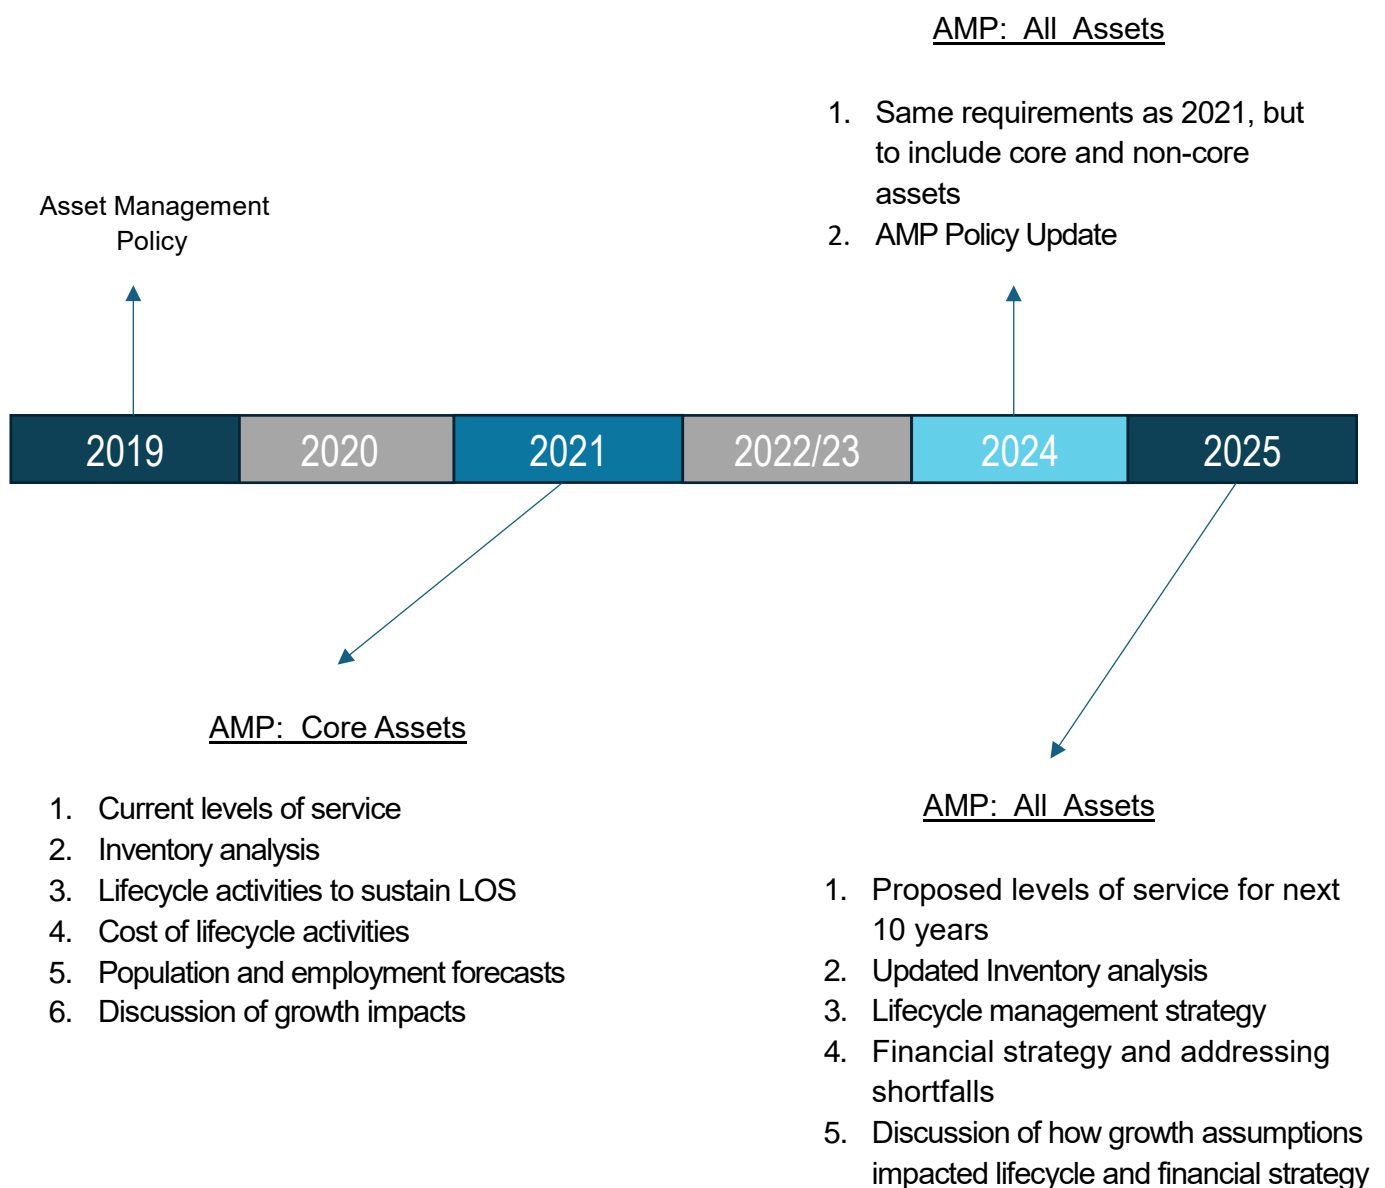 AMP: All Assets
1. Same requirements as 2021, but
to include core and non-core
assets
2. AMP Policy Update
Asset Management
Policy
2019
2020
2021
2022/23
2024
2025
AMP: Core Assets
1. Current levels of service
2. Inventory analysis
3. Lifecycle activities to sustain LOS
4. Cost of lifecycle activities
5. Population and employment forecasts
6. Discussion of growth impacts
AMP: All Assets
1. Proposed levels of service for next
10 years
2. Updated Inventory analysis
3. Lifecycle management strategy
4. Financial strategy and addressing
shortfalls
5. Discussion of how growth assumptions
impacted lifecycle and financial strategy